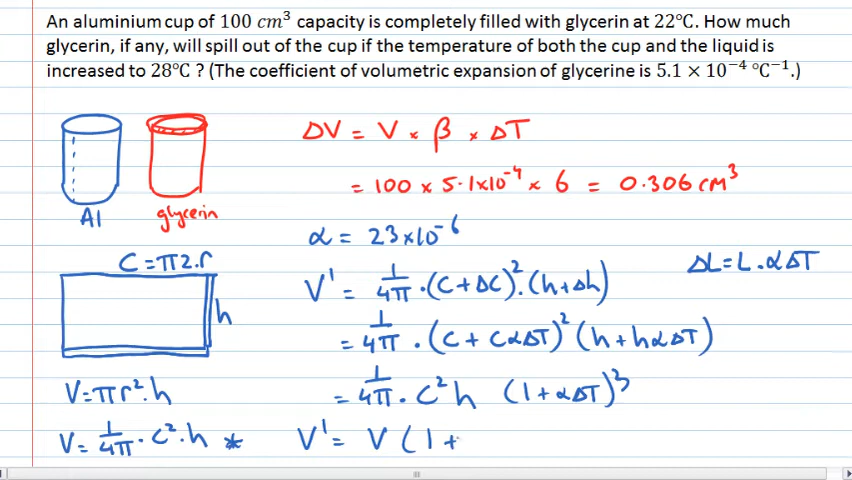 An aluminium cup of 100 cm³ capacity is completely filled with glycerin at 22°C. How much
glycerin, if any, will spill out of the cup if the temperature of both the cup and the liquid is
increased to 28°C ? (The coefficient of volumetric expansion of glycerine is 5.1 × 10⁻⁴ °C⁻¹.)
ΔV = V × β × ΔT
= 100 × 5.1×10⁻⁴ × 6 = 0.306 cm³
Al
glycerin
α = 23×10⁻⁶
C = π2.r
ΔL = L . αΔT
V' = 1/4π . (C + ΔC)². (h + Δh)
h
= 1/4π . (C + CαΔT)² (h + hαΔT)
V = πr². h
= 1/4π . C² h (1 + αΔT)³
V = 1/4π . C². h *
V' = V ( 1 +